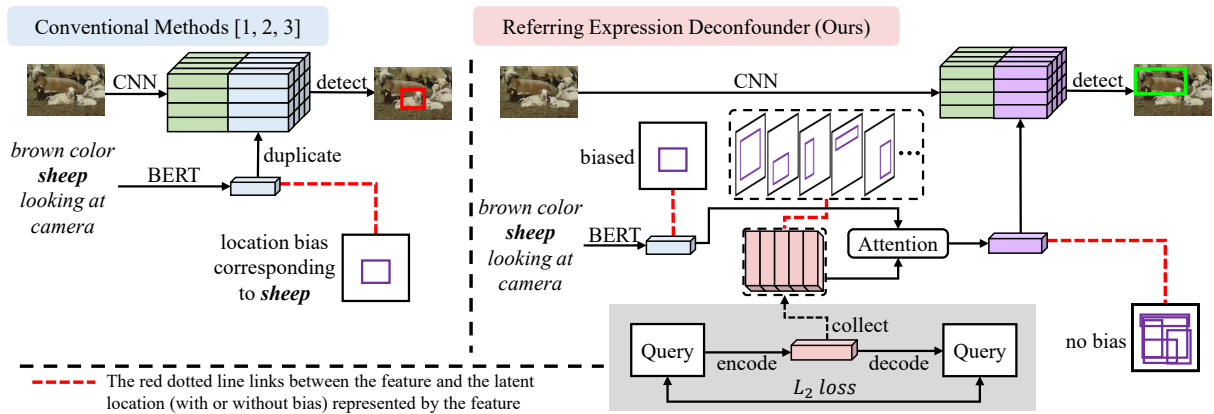 Conventional Methods [1, 2, 3]
CNN
detect
duplicate
brown color
sheep
looking at
camera
BERT
location bias
corresponding
to sheep
Referring Expression Deconfounder (Ours)
CNN
detect
biased
brown color
sheep
looking at
camera
BERT
Attention
no bias
collect
Query
encode
decode
Query
L₂ loss
The red dotted line links between the feature and the latent
location (with or without bias) represented by the feature